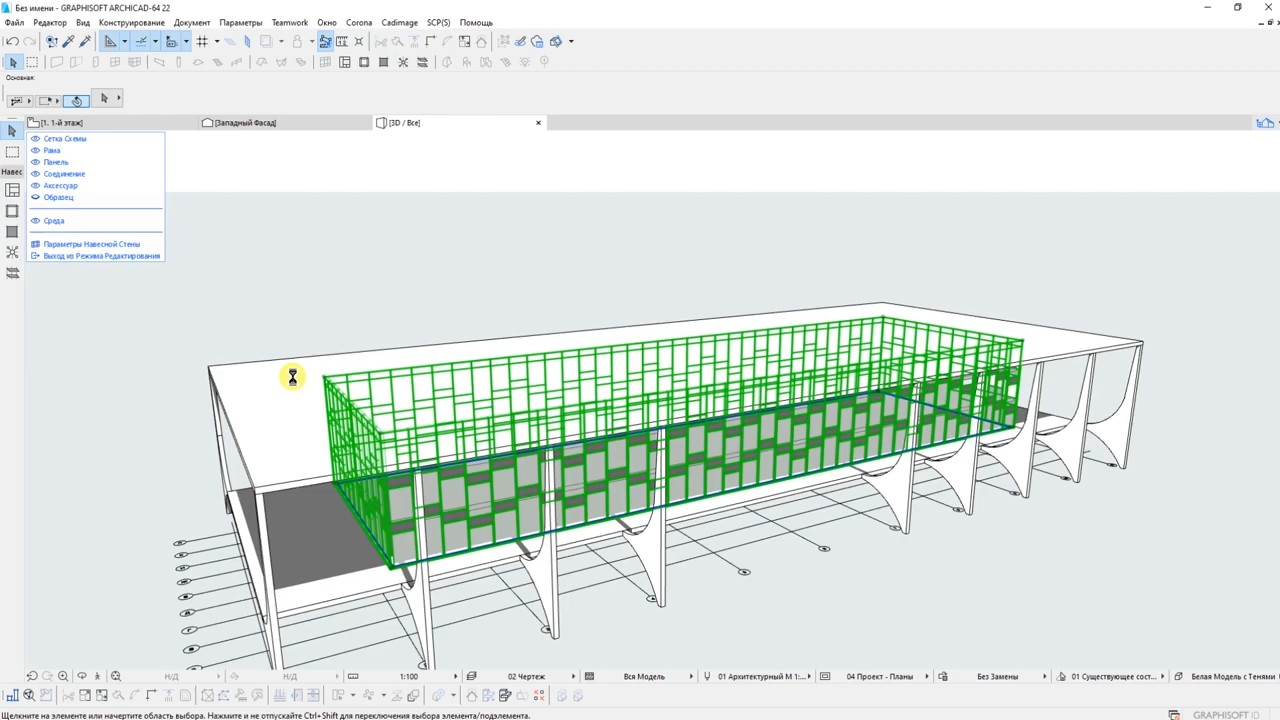 Без имени - GRAPHISOFT ARCHICAD-64 22
Файл Редактор Вид Конструирование Документ Параметры Teamwork Окно Corona Cadimage SCP(S) Помощь
Основная:
[1. 1-й этаж] [Западный Фасад] [3D / Все]
Сетка Схемы
Рама
Панель
Соединение
Аксессуар
Образец
Среда
Параметры Навесной Стены
Выход из Режима Редактирования
Навес
Н/Д Н/Д 1:100 02 Чертеж Вся Модель 01 Архитектурный М 1:... 04 Проект - Планы Без Замены 01 Существующее сост... Белая Модель с Тенями
Щелкните на элементе или начертите область выбора. Нажмите и не отпускайте Ctrl+Shift для переключения выбора элемента/подэлемента.
GRAPHISOFT ID